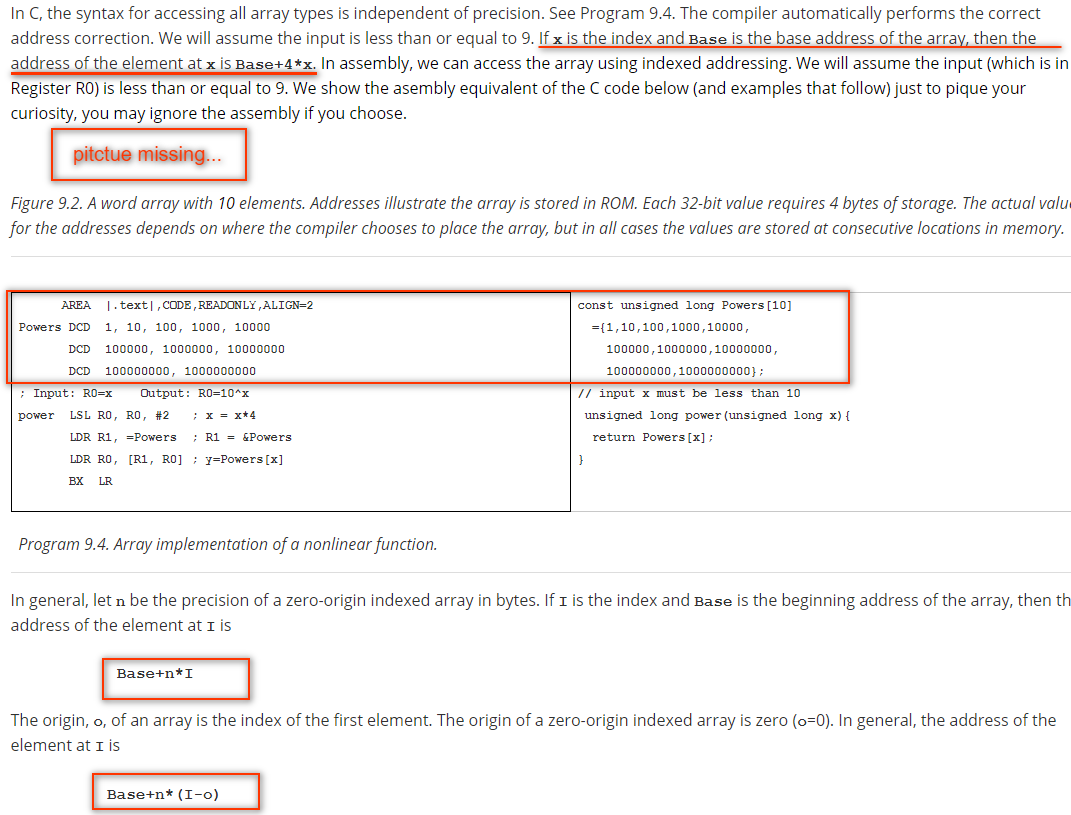 In C, the syntax for accessing all array types is independent of precision. See Program 9.4. The compiler automatically performs the correct
address correction. We will assume the input is less than or equal to 9. If x is the index and Base is the base address of the array, then the
address of the element at x is Base+4*x. In assembly, we can access the array using indexed addressing. We will assume the input (which is in
Register R0) is less than or equal to 9. We show the asembly equivalent of the C code below (and examples that follow) just to pique your
curiosity, you may ignore the assembly if you choose.
pitctue missing...
Figure 9.2. A word array with 10 elements. Addresses illustrate the array is stored in ROM. Each 32-bit value requires 4 bytes of storage. The actual valu
for the addresses depends on where the compiler chooses to place the array, but in all cases the values are stored at consecutive locations in memory.
AREA |.text|,CODE,READONLY,ALIGN=2
Powers DCD 1, 10, 100, 1000, 10000
DCD 100000, 1000000, 10000000
DCD 100000000, 1000000000
; Input: R0=x Output: R0=10^x
power LSL R0, R0, #2 ; x = x*4
LDR R1, =Powers ; R1 = &Powers
LDR R0, [R1, R0] ; y=Powers[x]
BX LR
const unsigned long Powers[10]
={1,10,100,1000,10000,
100000,1000000,10000000,
100000000,1000000000};
// input x must be less than 10
unsigned long power(unsigned long x){
return Powers[x];
}
Program 9.4. Array implementation of a nonlinear function.
In general, let n be the precision of a zero-origin indexed array in bytes. If I is the index and Base is the beginning address of the array, then th
address of the element at I is
Base+n*I
The origin, o, of an array is the index of the first element. The origin of a zero-origin indexed array is zero (o=0). In general, the address of the
element at I is
Base+n*(I-o)